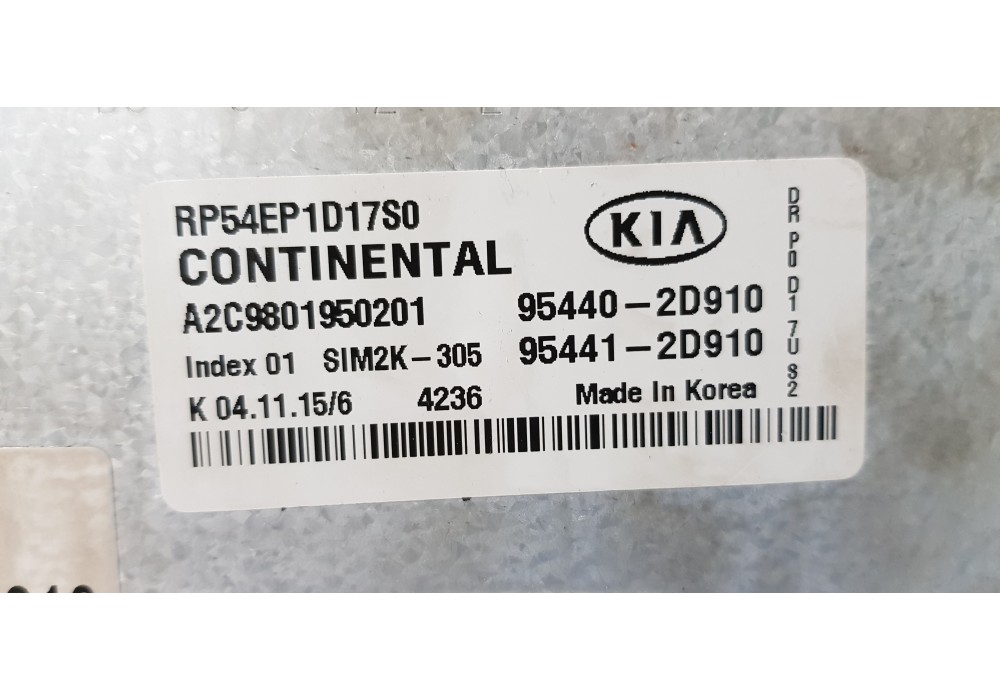 RP54EP1D17S0
KIA
CONTINENTAL
A2C9801950201 95440-2D910
Index 01 SIM2K-305 95441-2D910
K 04.11.15/6 4236 Made In Korea
DR P0 D1 7U S2